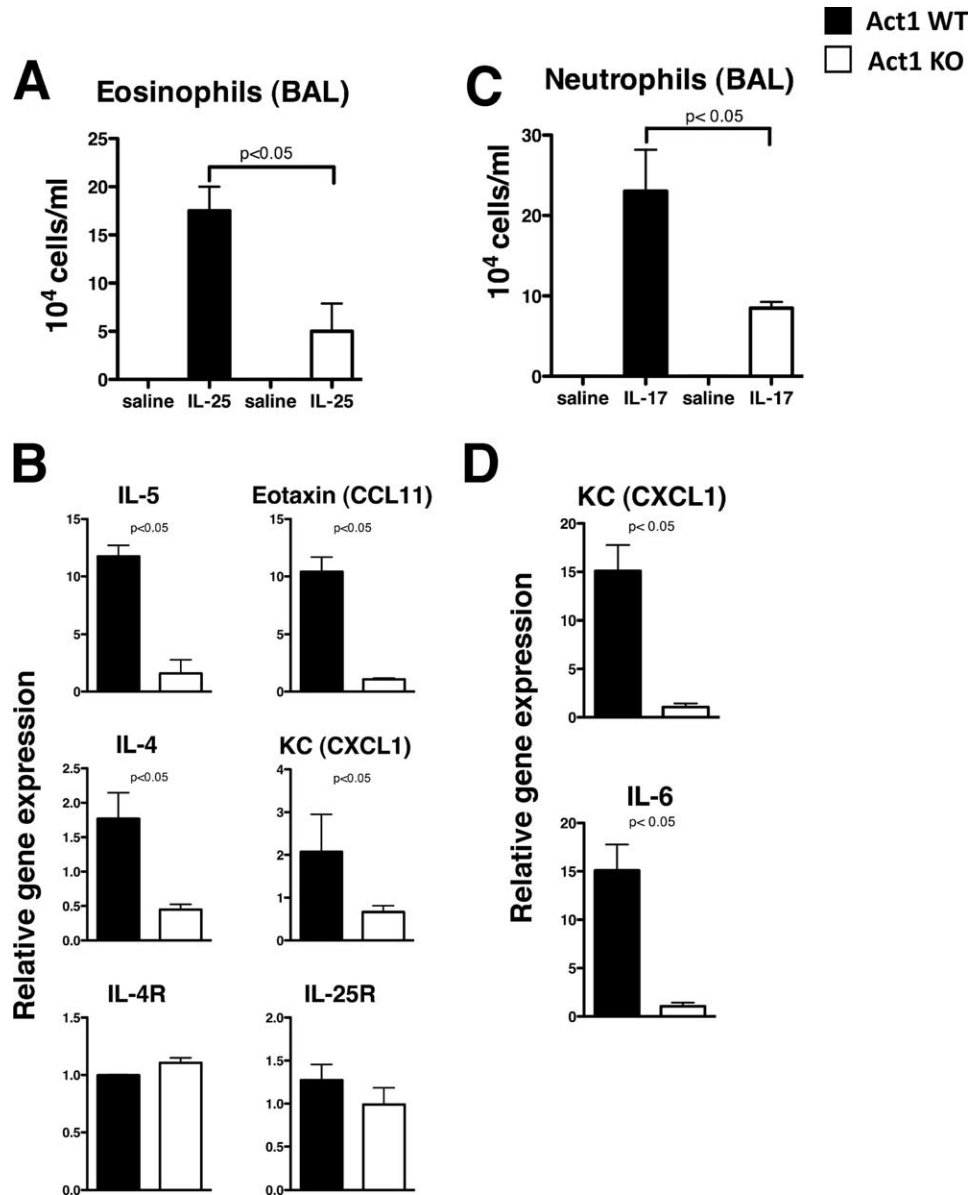 Act1 WT
Act1 KO
A
Eosinophils (BAL)
p<0.05
10⁴ cells/ml
25
20
15
10
5
0
saline IL-25 saline IL-25
C
Neutrophils (BAL)
p< 0.05
10⁴ cells/ml
30
20
10
0
saline IL-17 saline IL-17
B
Relative gene expression
IL-5
p<0.05
15
10
5
0
Eotaxin (CCL11)
p<0.05
15
10
5
0
IL-4
p<0.05
2.5
2.0
1.5
1.0
0.5
0.0
KC (CXCL1)
p<0.05
4
3
2
1
0
IL-4R
1.5
1.0
0.5
0.0
IL-25R
2.0
1.5
1.0
0.5
0.0
D
Relative gene expression
KC (CXCL1)
p< 0.05
20
15
10
5
0
IL-6
p< 0.05
20
15
10
5
0